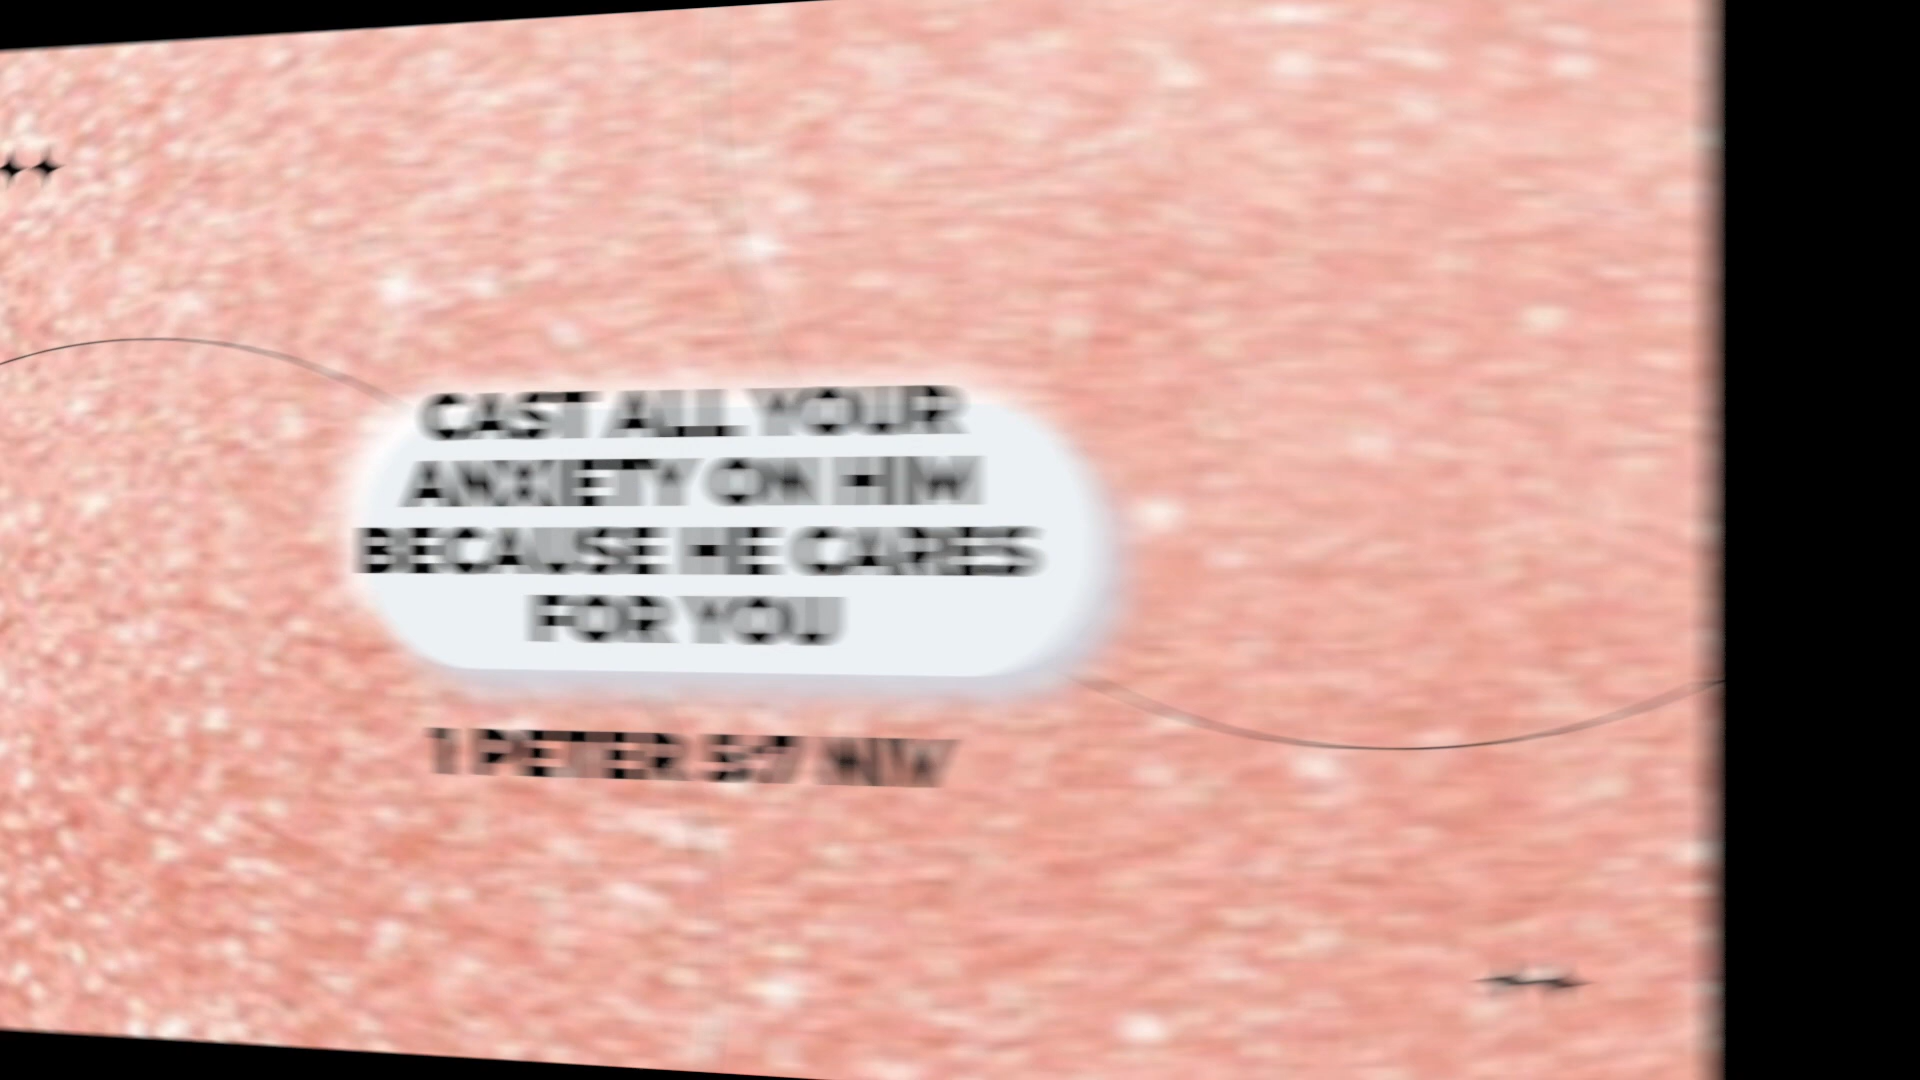 CAST ALL YOUR
ANXIETY ON HIM
BECAUSE HE CARES
FOR YOU
1 PETER 5:7 NIV